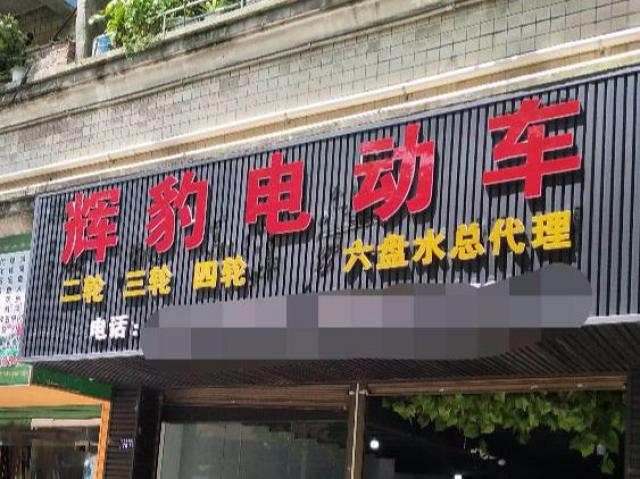 辉豹电动车
二轮 三轮 四轮 六盘水总代理
电话: